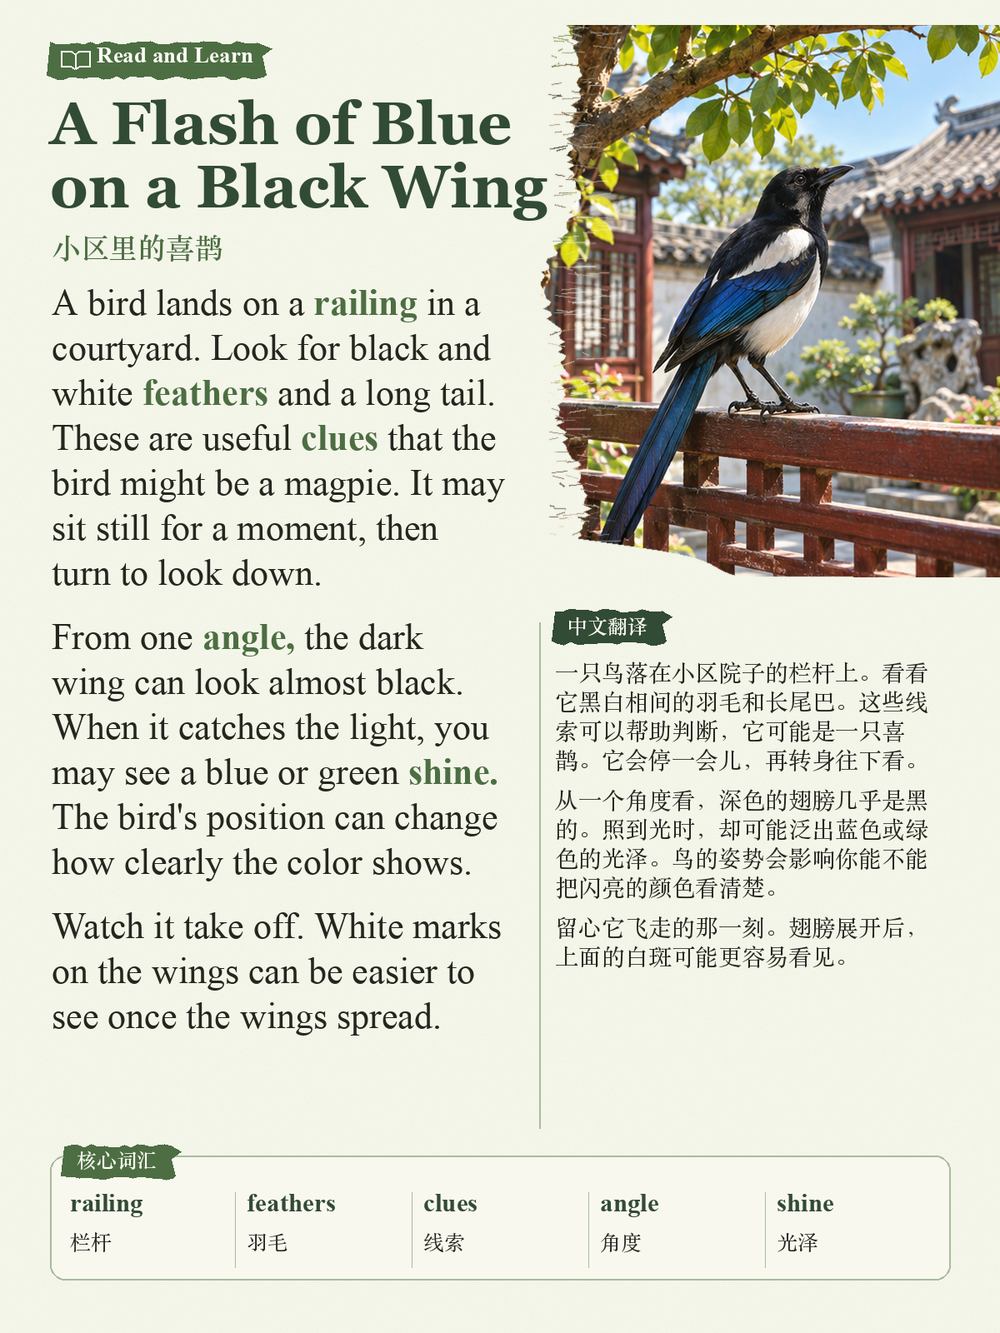 Read and Learn
A Flash of Blue
on a Black Wing
小区里的喜鹊
A bird lands on a railing in a
courtyard. Look for black and
white feathers and a long tail.
These are useful clues that the
bird might be a magpie. It may
sit still for a moment, then
turn to look down.
From one angle, the dark
wing can look almost black.
When it catches the light, you
may see a blue or green shine.
The bird's position can change
how clearly the color shows.
Watch it take off. White marks
on the wings can be easier to
see once the wings spread.
中文翻译
一只鸟落在小区院子的栏杆上。看看
它黑白相间的羽毛和长尾巴。这些线
索可以帮助判断，它可能是一只喜
鹊。它会停一会儿，再转身往下看。
从一个角度看，深色的翅膀几乎是黑
的。照到光时，却可能泛出蓝色或绿
色的光泽。鸟的姿势会影响你能不能
把闪亮的颜色看清楚。
留心它飞走的那一刻。翅膀展开后，
上面的白斑可能更容易看见。
核心词汇
railing
栏杆
feathers
羽毛
clues
线索
angle
角度
shine
光泽